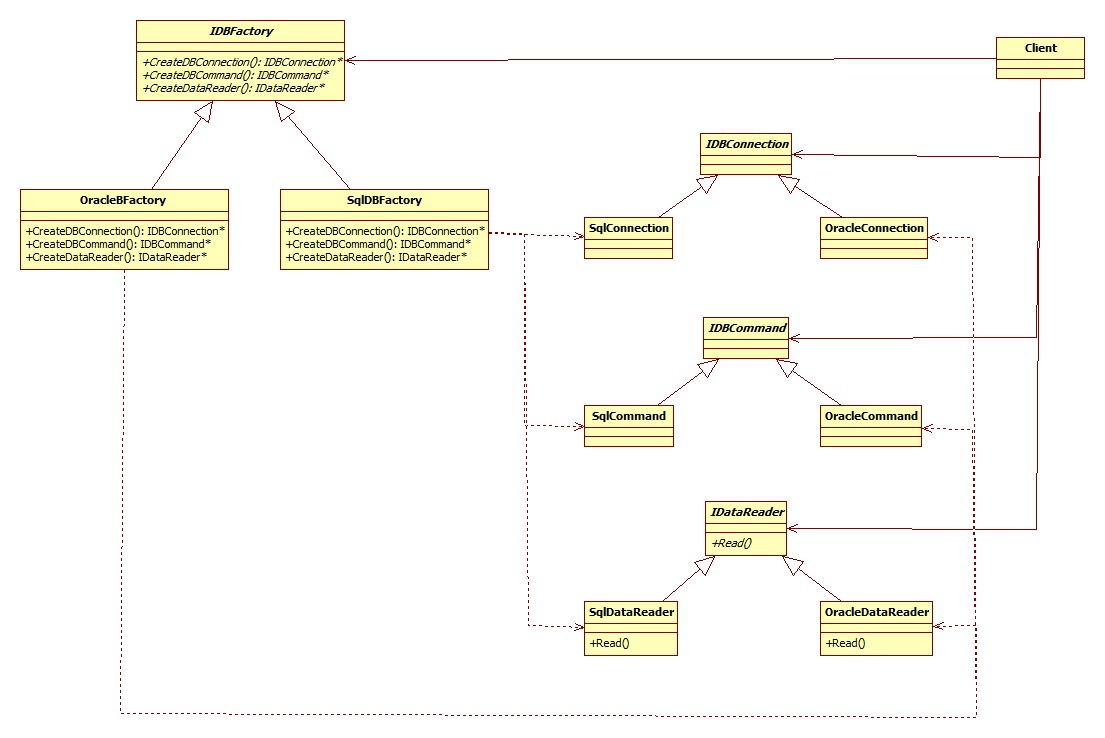 IDBFactory
+CreateDBConnection(): IDBConnection*
+CreateDBCommand(): IDBCommand*
+CreateDataReader(): IDataReader*
Client
IDBConnection
OracleBFactory
+CreateDBConnection(): IDBConnection*
+CreateDBCommand(): IDBCommand*
+CreateDataReader(): IDataReader*
SqlDBFactory
+CreateDBConnection(): IDBConnection*
+CreateDBCommand(): IDBCommand*
+CreateDataReader(): IDataReader*
SqlConnection
OracleConnection
IDBCommand
SqlCommand
OracleCommand
IDataReader
+Read()
SqlDataReader
+Read()
OracleDataReader
+Read()